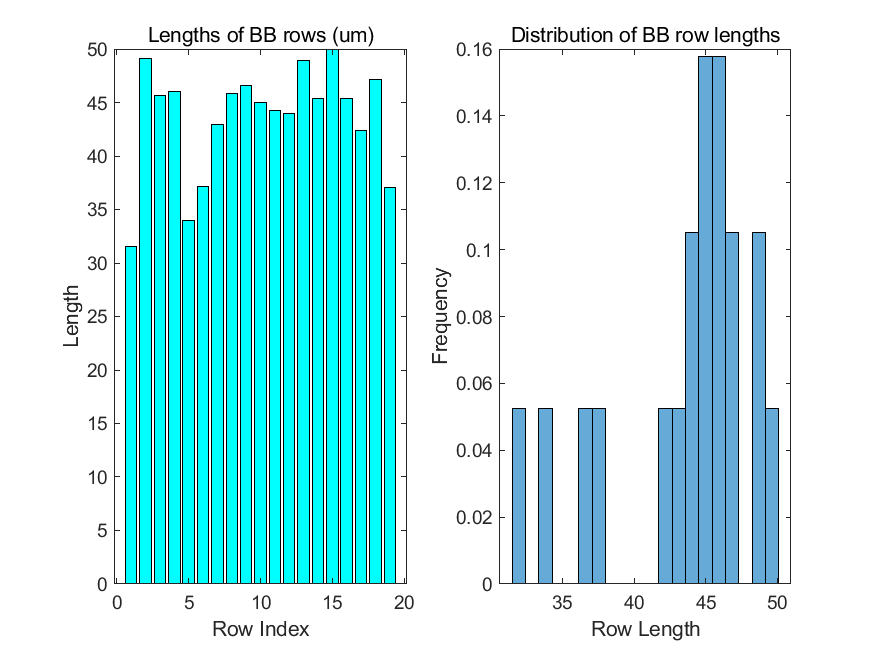 Lengths of BB rows (um)
50
45
40
35
30
25
20
15
10
5
0
0 5 10 15 20
Length
Row Index
Distribution of BB row lengths
0.16
0.14
0.12
0.1
0.08
0.06
0.04
0.02
0
35 40 45 50
Frequency
Row Length